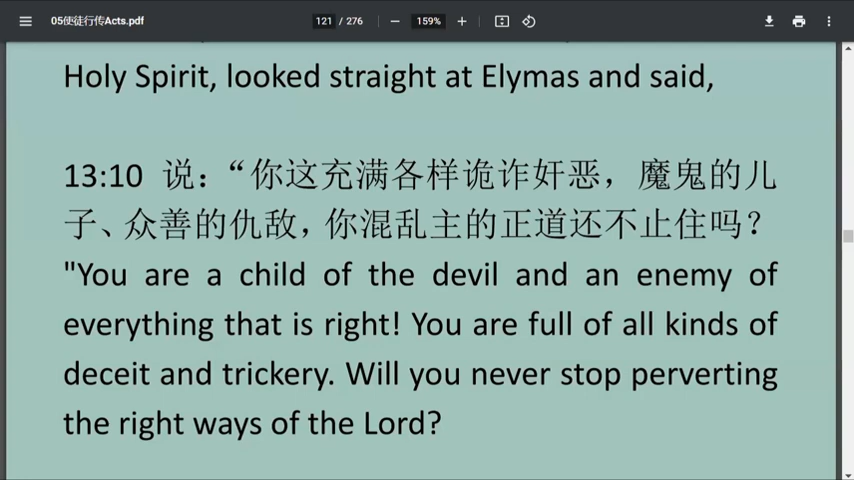 05使徒行传Acts.pdf
121 / 276
159%
Holy Spirit, looked straight at Elymas and said,
13:10 说：“你这充满各样诡诈奸恶，魔鬼的儿
子、众善的仇敌，你混乱主的正道还不止住吗？
"You are a child of the devil and an enemy of
everything that is right! You are full of all kinds of
deceit and trickery. Will you never stop perverting
the right ways of the Lord?